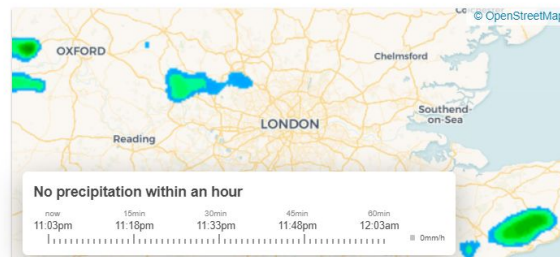 © OpenStreetMap
OXFORD
Chelmsford
LONDON
Southend-
on-Sea
Reading
No precipitation within an hour
now 15min 30min 45min 60min
11:03pm 11:18pm 11:33pm 11:48pm 12:03am
0mm/h